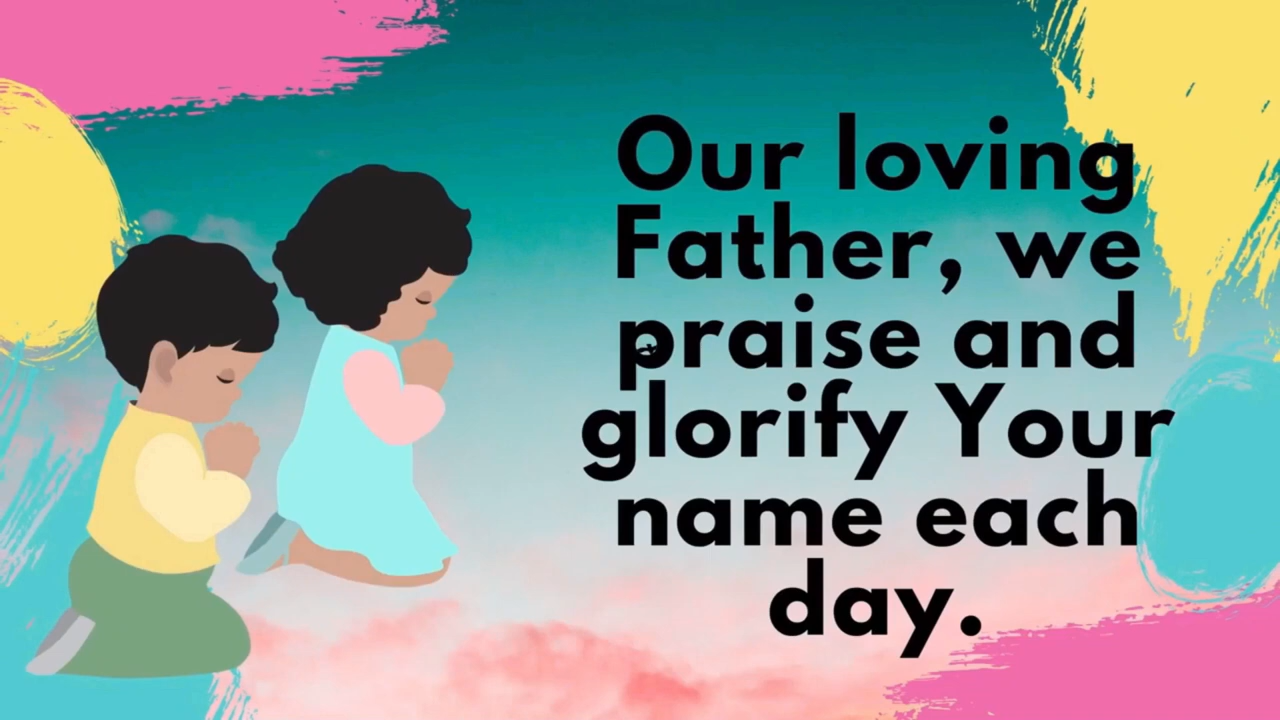 Our loving
Father, we
praise and
glorify Your
name each
day.